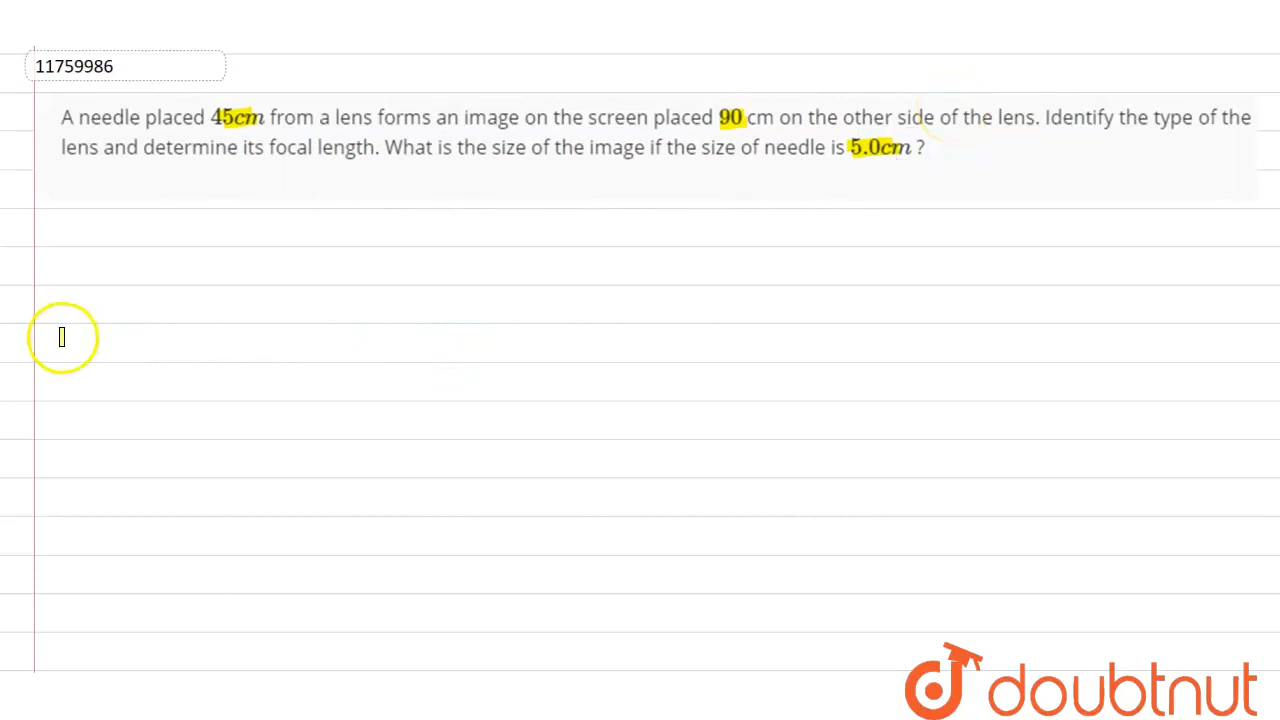 11759986
A needle placed 45cm from a lens forms an image on the screen placed 90 cm on the other side of the lens. Identify the type of the
lens and determine its focal length. What is the size of the image if the size of needle is 5.0cm ?
doubtnut